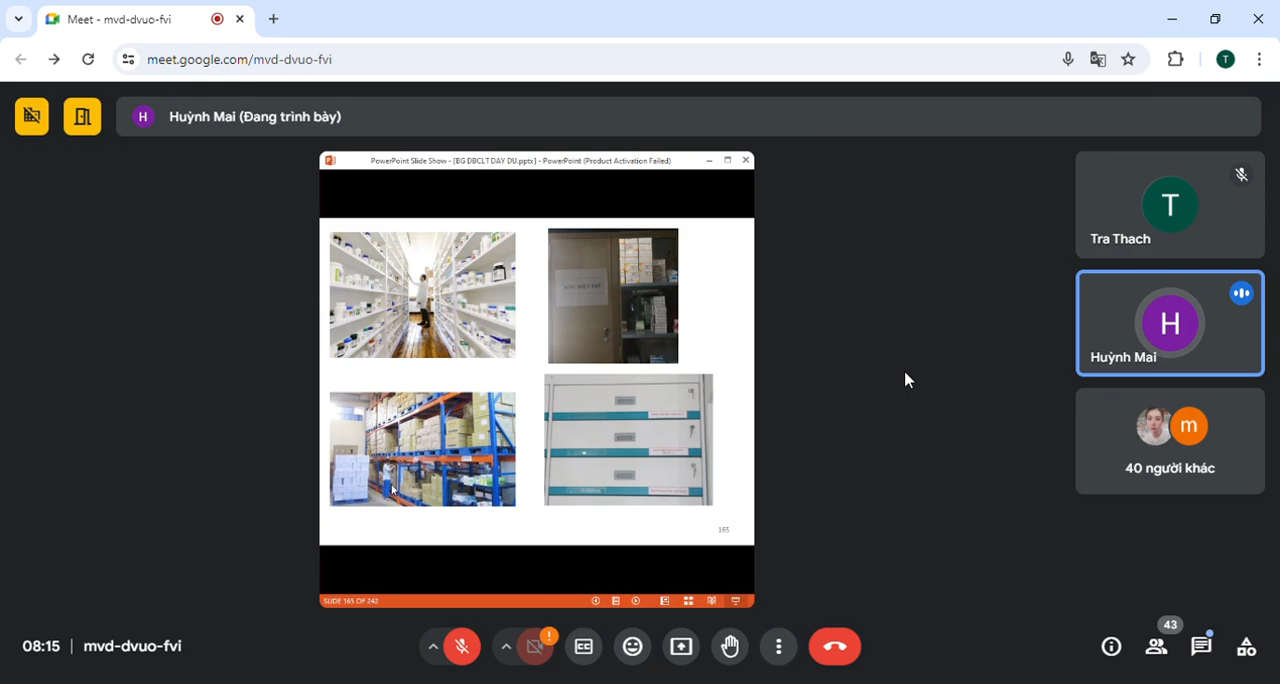 Meet - mvd-dvuo-fvi
meet.google.com/mvd-dvuo-fvi
T
H
Huỳnh Mai (Đang trình bày)
PowerPoint Slide Show - [BG DBCLT DAY DU.pptx] - PowerPoint (Product Activation Failed)
T
Tra Thach
H
Huỳnh Mai
m
40 người khác
165
SLIDE 165 OF 242
08:15 | mvd-dvuo-fvi
43